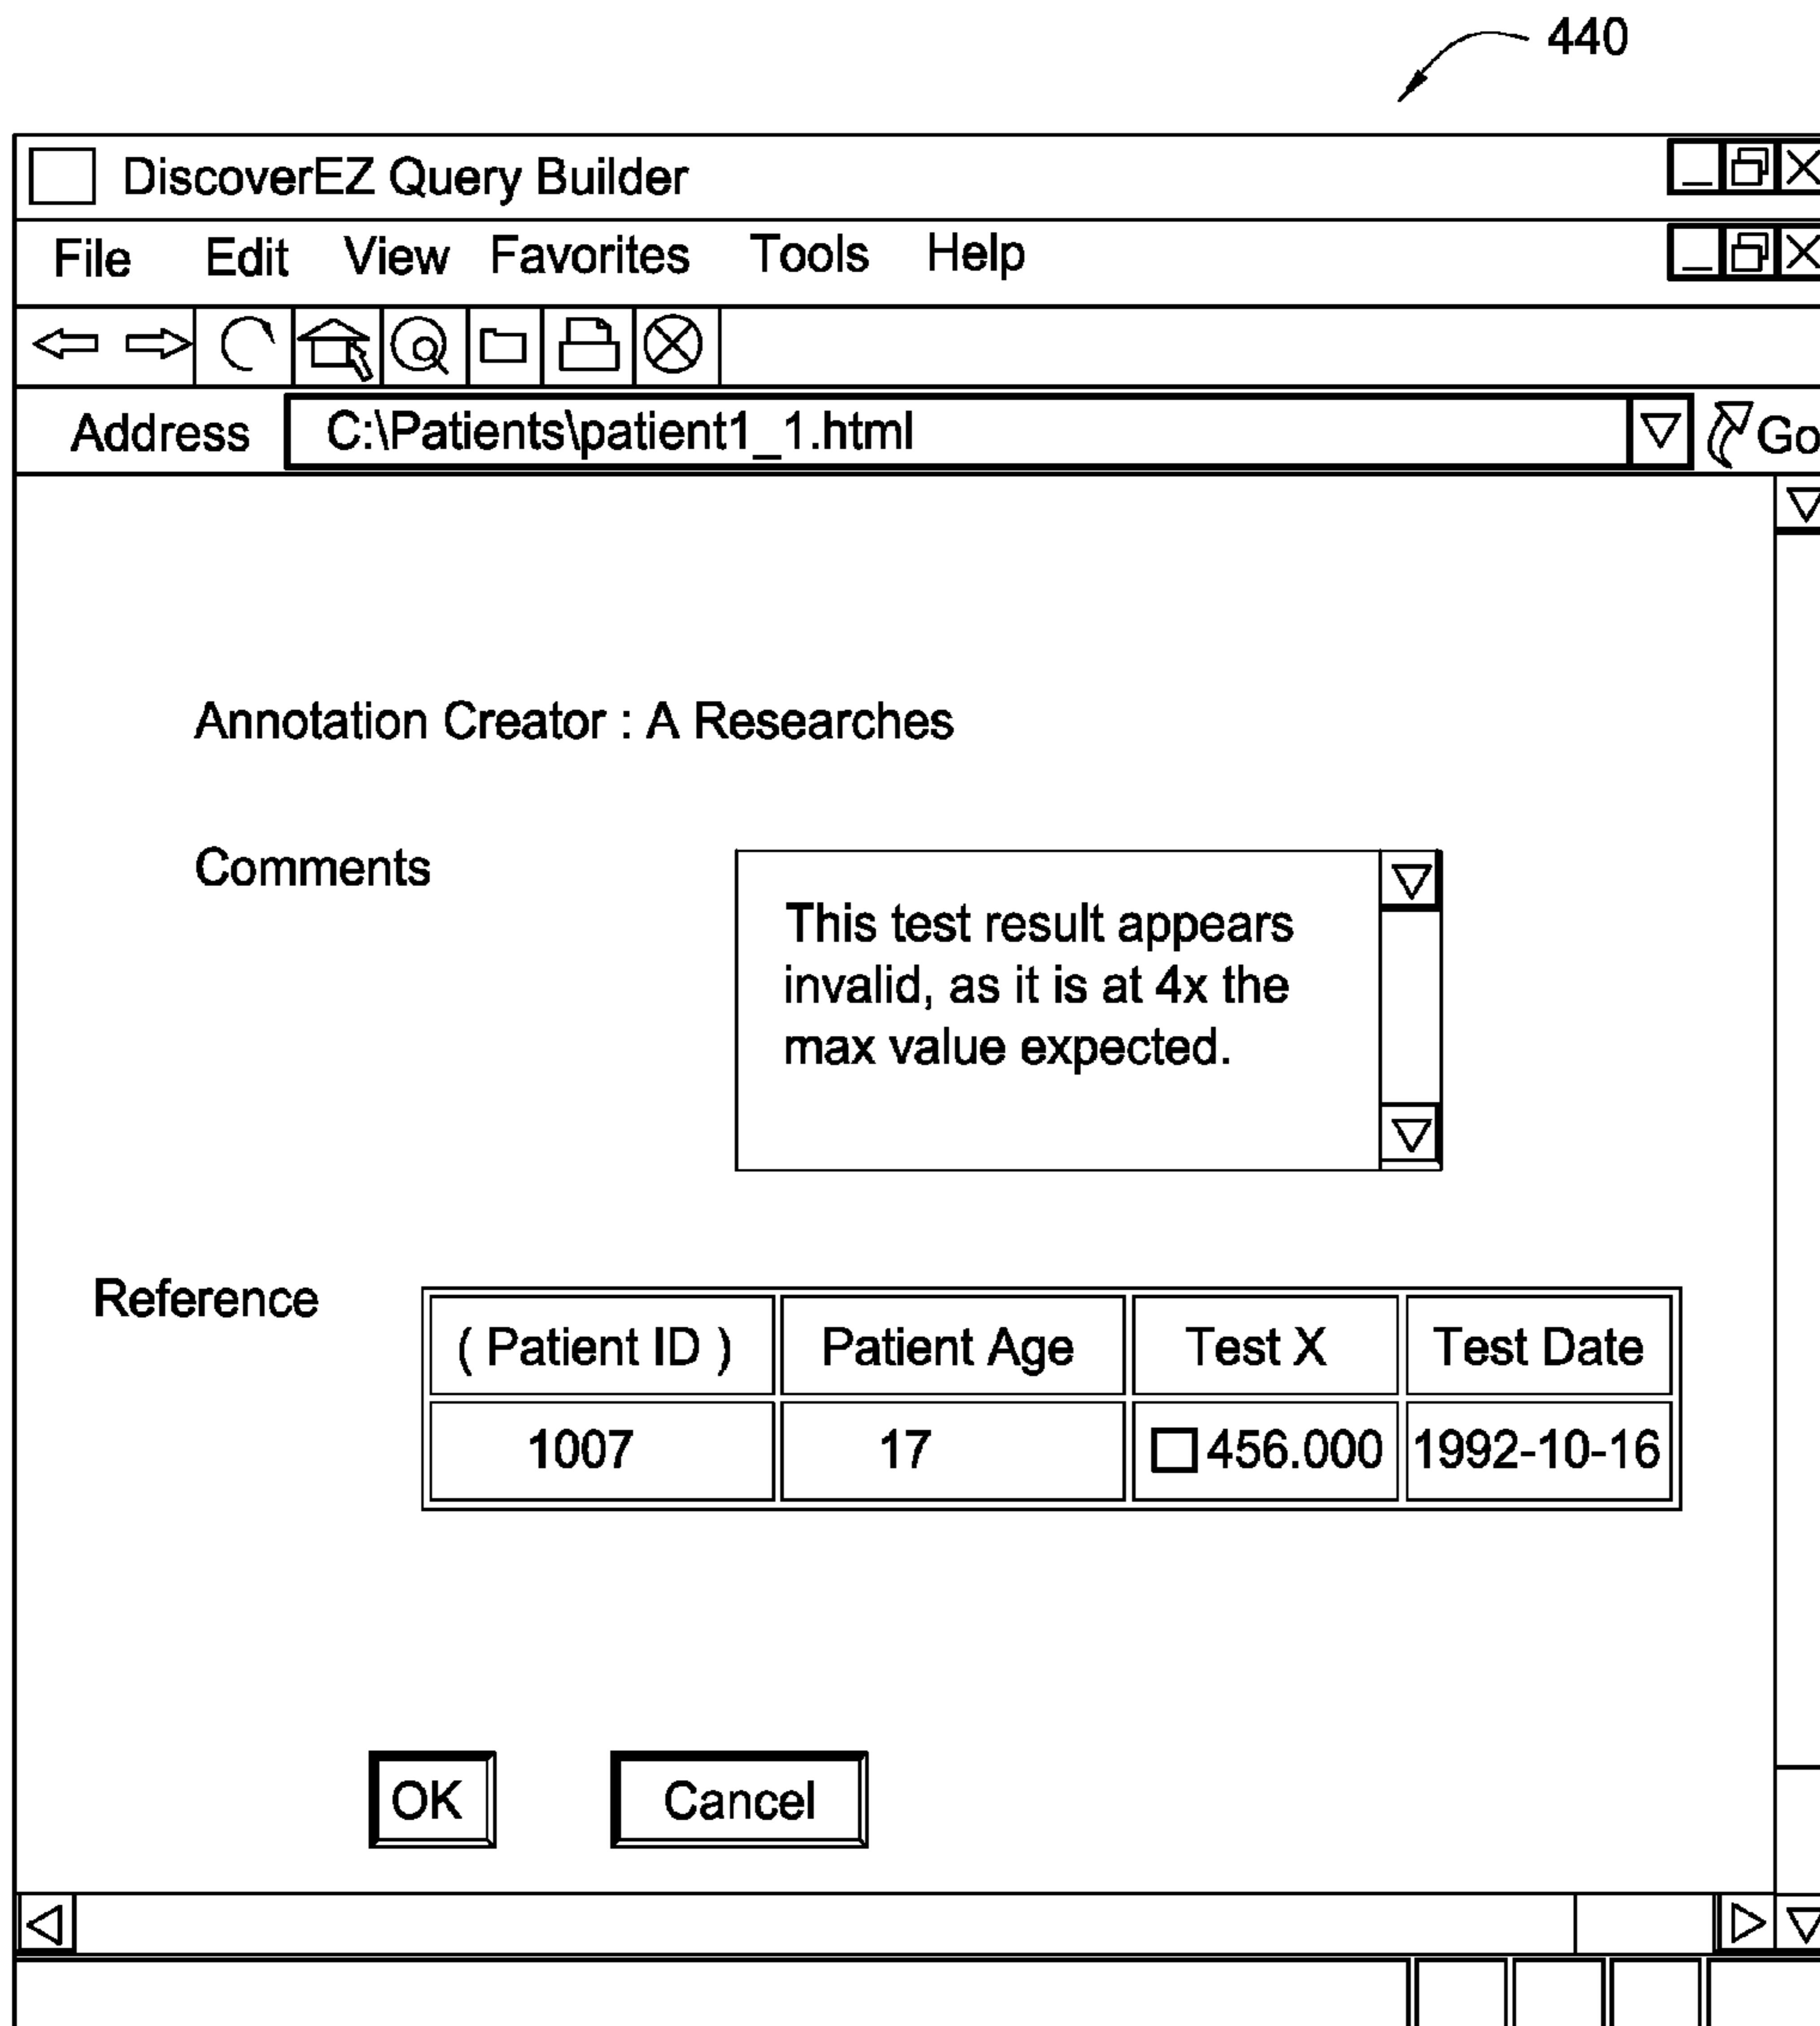 440
DiscoverEZ Query Builder
File Edit View Favorites Tools Help
Address C:\Patients\patient1_1.html Go
Annotation Creator : A Researches
Comments
This test result appears
invalid, as it is at 4x the
max value expected.
Reference
( Patient ID ) Patient Age Test X Test Date
1007 17 456.000 1992-10-16
OK Cancel